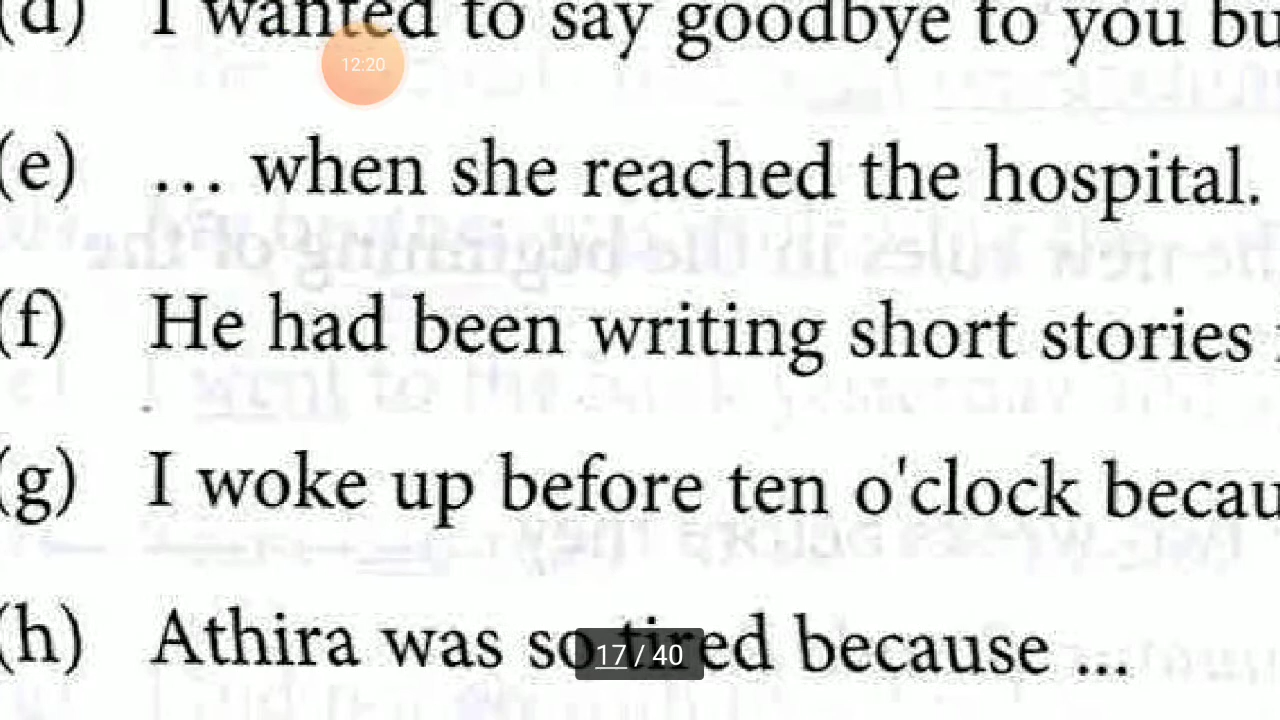 (d) I wanted to say goodbye to you bu
12:20
(e) ... when she reached the hospital.
(f) He had been writing short stories
(g) I woke up before ten o'clock becau
(h) Athira was so tired because ...
17 / 40